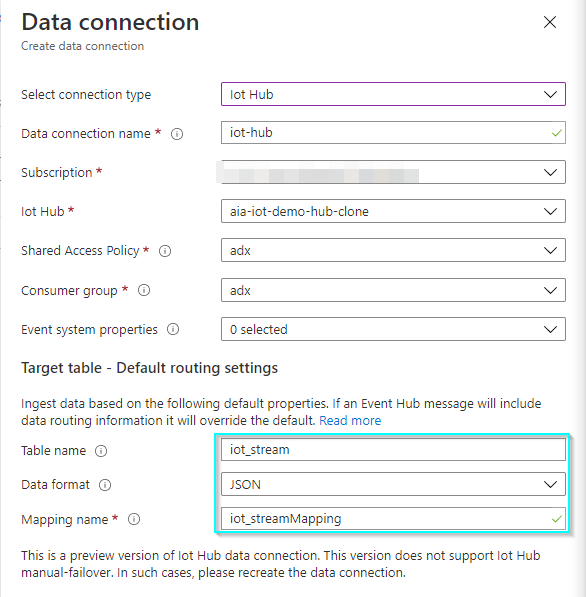 Data connection
Create data connection
Select connection type
Iot Hub
Data connection name *
iot-hub
Subscription *
Iot Hub *
aia-iot-demo-hub-clone
Shared Access Policy *
adx
Consumer group *
adx
Event system properties
0 selected
Target table - Default routing settings
Ingest data based on the following default properties. If an Event Hub message will include
data routing information it will override the default. Read more
Table name
iot_stream
Data format
JSON
Mapping name *
iot_streamMapping
This is a preview version of Iot Hub data connection. This version does not support Iot Hub
manual-failover. In such cases, please recreate the data connection.